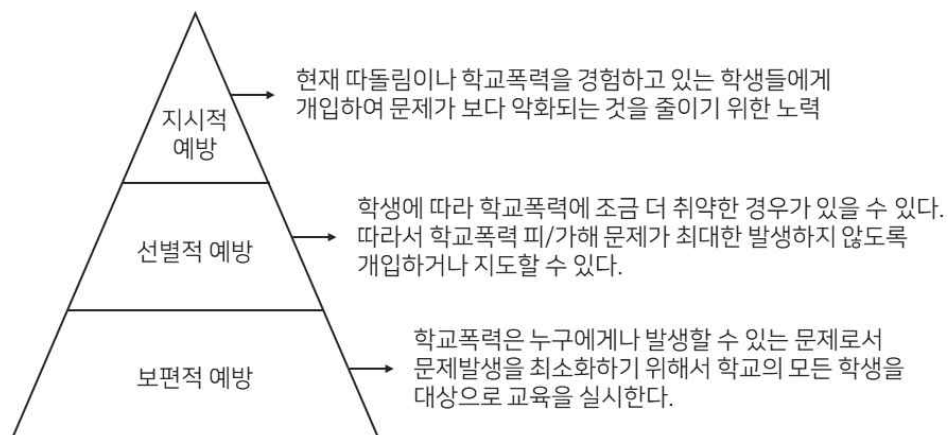 지시적
예방
현재 따돌림이나 학교폭력을 경험하고 있는 학생들에게
개입하여 문제가 보다 악화되는 것을 줄이기 위한 노력
선별적 예방
학생에 따라 학교폭력에 조금 더 취약한 경우가 있을 수 있다.
따라서 학교폭력 피/가해 문제가 최대한 발생하지 않도록
개입하거나 지도할 수 있다.
보편적 예방
학교폭력은 누구에게나 발생할 수 있는 문제로서
문제발생을 최소화하기 위해서 학교의 모든 학생을
대상으로 교육을 실시한다.